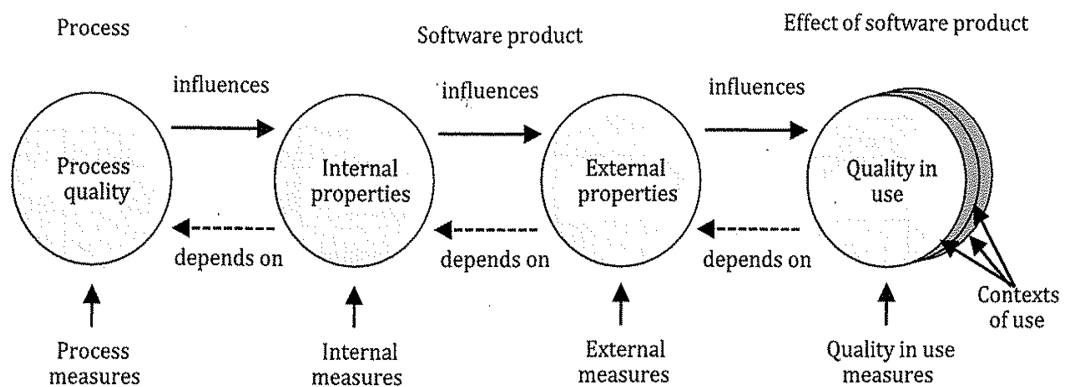 Process
Software product
Effect of software product
influences
influences
influences
Process
quality
Internal
properties
External
properties
Quality in
use
depends on
depends on
depends on
Contexts
of use
Process
measures
Internal
measures
External
measures
Quality in use
measures